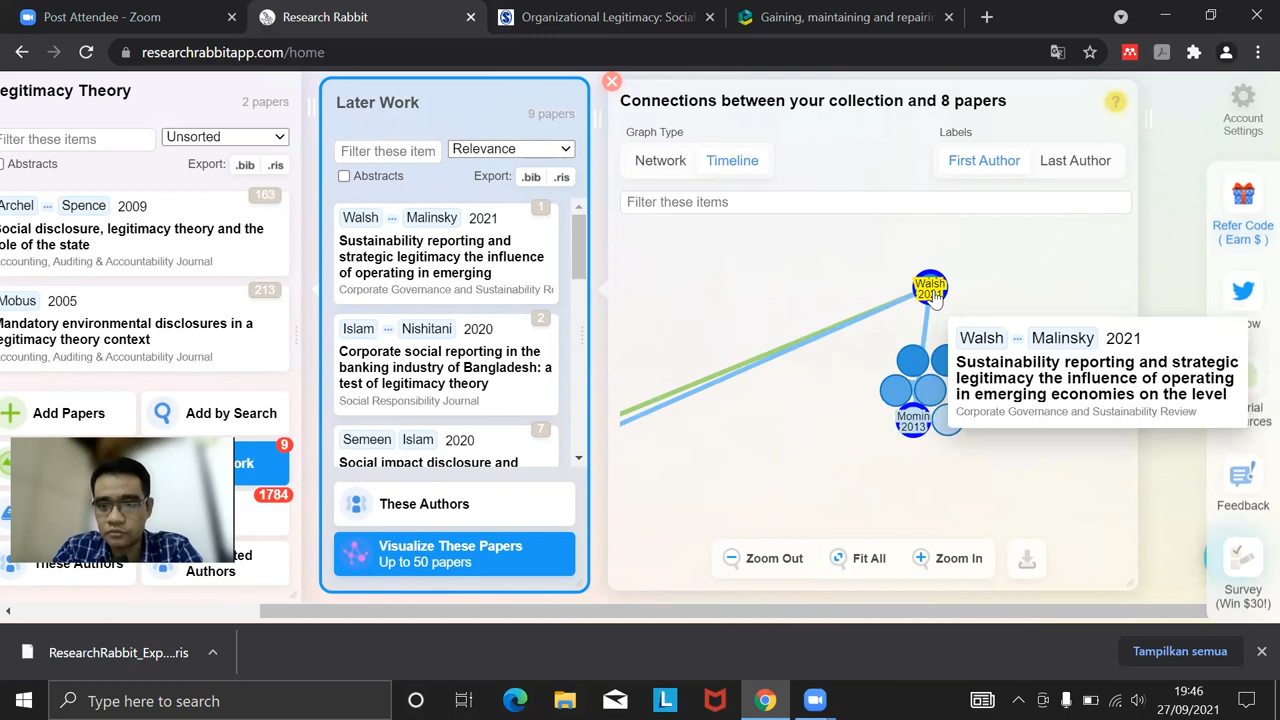 Post Attendee - Zoom
Research Rabbit
Organizational Legitimacy: Social
Gaining, maintaining and repairin
researchrabbitapp.com/home
egitimacy Theory
2 papers
Filter these items
Unsorted
Abstracts
Export:
.bib
.ris
163
Archel
Spence
2009
Social disclosure, legitimacy theory and the
role of the state
Accounting, Auditing & Accountability Journal
213
Mobus
2005
Mandatory environmental disclosures in a
legitimacy theory context
Accounting, Auditing & Accountability Journal
Add Papers
Add by Search
9
ork
1784
These Authors
ted
Authors
Later Work
9 papers
Filter these item
Relevance
Abstracts
Export:
.bib
.ris
1
Walsh
Malinsky
2021
Sustainability reporting and
strategic legitimacy the influence
of operating in emerging
Corporate Governance and Sustainability Re
2
Islam
Nishitani
2020
Corporate social reporting in the
banking industry of Bangladesh: a
test of legitimacy theory
Social Responsibility Journal
7
Semeen
Islam
2020
Social impact disclosure and
These Authors
Visualize These Papers
Up to 50 papers
Connections between your collection and 8 papers
?
Graph Type
Labels
Network
Timeline
First Author
Last Author
Filter these items
Walsh
2021
Walsh
Malinsky
2021
Sustainability reporting and strategic
legitimacy the influence of operating
in emerging economies on the level
Corporate Governance and Sustainability Review
Momin
2013
Zoom Out
Fit All
Zoom In
Account
Settings
Refer Code
( Earn $ )
ow
rial
ources
Feedback
Survey
(Win $30!)
ResearchRabbit_Exp....ris
Tampilkan semua
Type here to search
L
19:46
27/09/2021